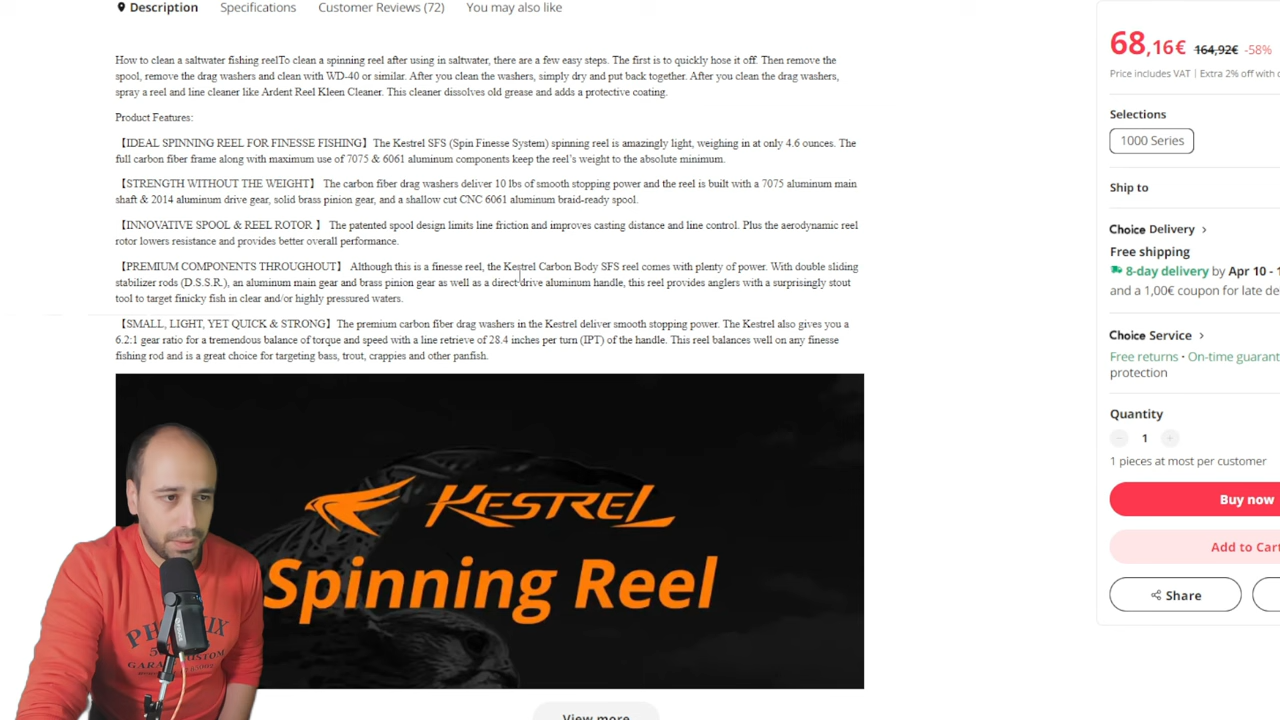 Description Specifications Customer Reviews (72) You may also like
How to clean a saltwater fishing reelTo clean a spinning reel after using in saltwater, there are a few easy steps. The first is to quickly hose it off. Then remove the
spool, remove the drag washers and clean with WD-40 or similar. After you clean the washers, simply dry and put back together. After you clean the drag washers,
spray a reel and line cleaner like Ardent Reel Kleen Cleaner. This cleaner dissolves old grease and adds a protective coating.
Product Features:
【IDEAL SPINNING REEL FOR FINESSE FISHING】The Kestrel SFS (Spin Finesse System) spinning reel is amazingly light, weighing in at only 4.6 ounces. The
full carbon fiber frame along with maximum use of 7075 & 6061 aluminum components keep the reel's weight to the absolute minimum.
【STRENGTH WITHOUT THE WEIGHT】 The carbon fiber drag washers deliver 10 lbs of smooth stopping power and the reel is built with a 7075 aluminum main
shaft & 2014 aluminum drive gear, solid brass pinion gear, and a shallow cut CNC 6061 aluminum braid-ready spool.
【INNOVATIVE SPOOL & REEL ROTOR 】 The patented spool design limits line friction and improves casting distance and line control. Plus the aerodynamic reel
rotor lowers resistance and provides better overall performance.
【PREMIUM COMPONENTS THROUGHOUT】 Although this is a finesse reel, the Kestrel Carbon Body SFS reel comes with plenty of power. With double sliding
stabilizer rods (D.S.S.R.), an aluminum main gear and brass pinion gear as well as a direct drive aluminum handle, this reel provides anglers with a surprisingly stout
tool to target finicky fish in clear and/or highly pressured waters.
【SMALL, LIGHT, YET QUICK & STRONG】The premium carbon fiber drag washers in the Kestrel deliver smooth stopping power. The Kestrel also gives you a
6.2:1 gear ratio for a tremendous balance of torque and speed with a line retrieve of 28.4 inches per turn (IPT) of the handle. This reel balances well on any finesse
fishing rod and is a great choice for targeting bass, trout, crappies and other panfish.
KESTREL
Spinning Reel
View more
68,16€ 164,92€ -58%
Price includes VAT | Extra 2% off with
Selections
1000 Series
Ship to
Choice Delivery
Free shipping
8-day delivery by Apr 10 -
and a 1,00€ coupon for late
Choice Service
Free returns · On-time
protection
Quantity
− 1 +
1 pieces at most per customer
Buy now
Add to
Share